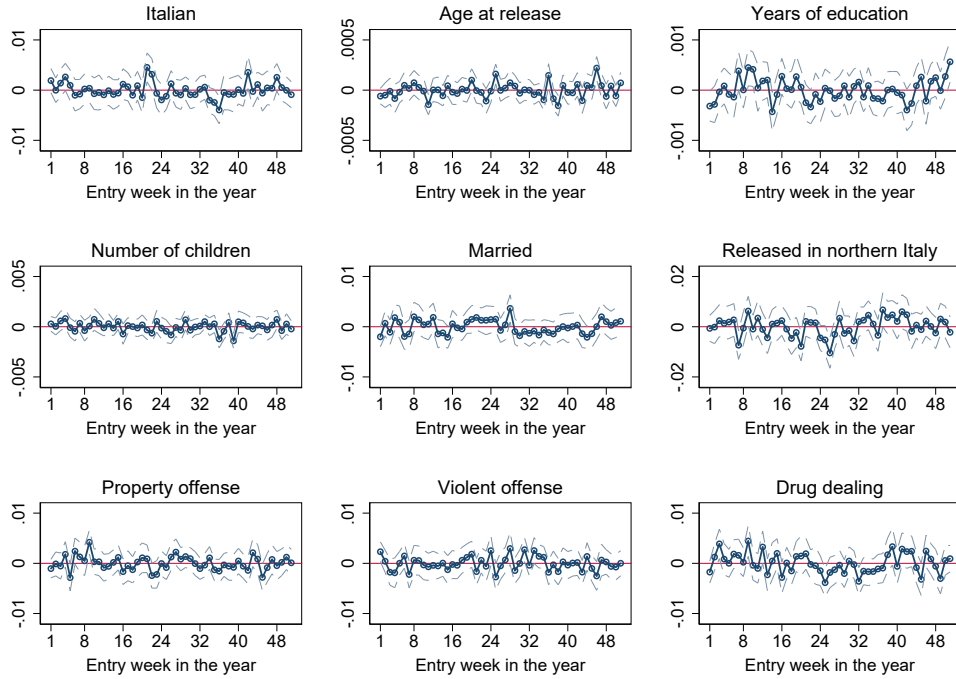 Italian
.01
0
-.01
1 8 16 24 32 40 48
Entry week in the year
Age at release
.0005
0
-.0005
1 8 16 24 32 40 48
Entry week in the year
Years of education
.001
0
-.001
1 8 16 24 32 40 48
Entry week in the year
Number of children
.005
0
-.005
1 8 16 24 32 40 48
Entry week in the year
Married
.01
0
-.01
1 8 16 24 32 40 48
Entry week in the year
Released in northern Italy
.02
0
-.02
1 8 16 24 32 40 48
Entry week in the year
Property offense
.01
0
-.01
1 8 16 24 32 40 48
Entry week in the year
Violent offense
.01
0
-.01
1 8 16 24 32 40 48
Entry week in the year
Drug dealing
.01
0
-.01
1 8 16 24 32 40 48
Entry week in the year